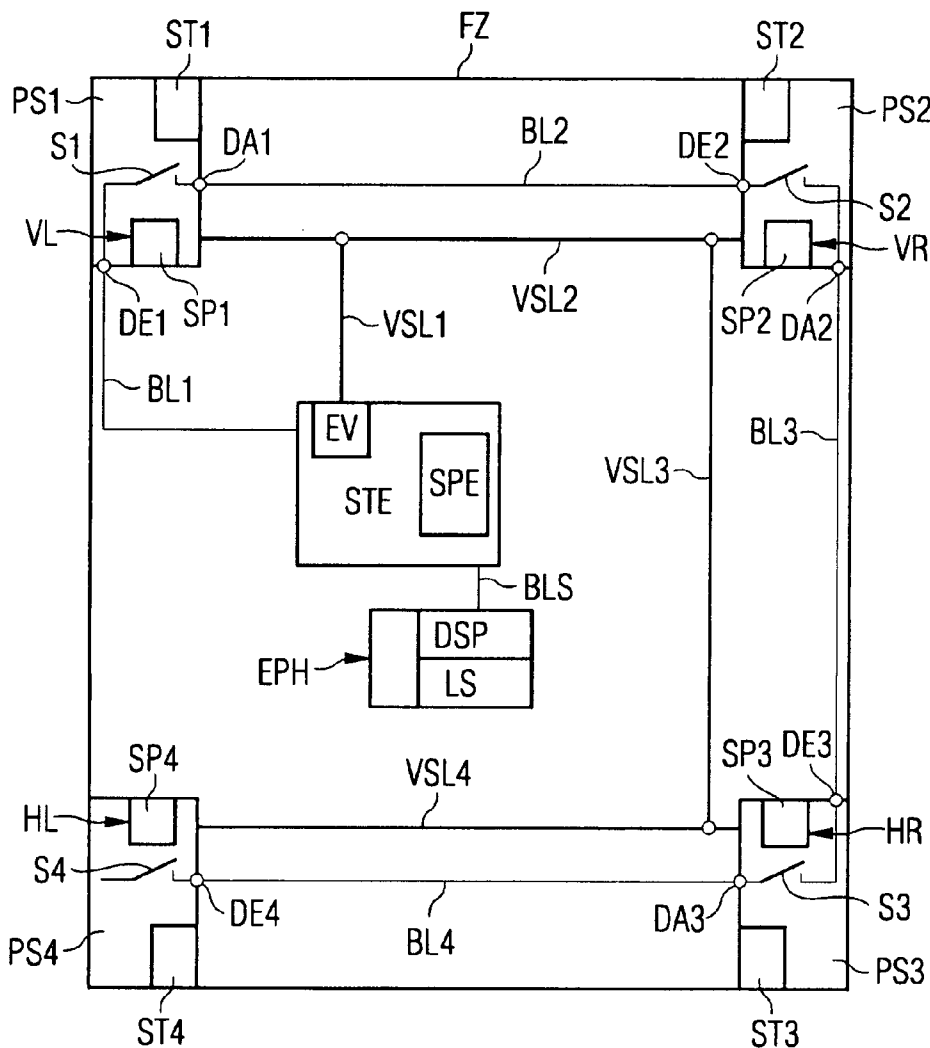 ST1
FZ
ST2
PS1
PS2
S1
DA1
BL2
DE2
S2
VL
VR
DE1
SP1
VSL2
SP2
DA2
VSL1
BL1
EV
STE
SPE
VSL3
BL3
BLS
EPH
DSP
LS
SP4
VSL4
SP3
DE3
HL
HR
S4
DE4
BL4
DA3
S3
PS4
PS3
ST4
ST3